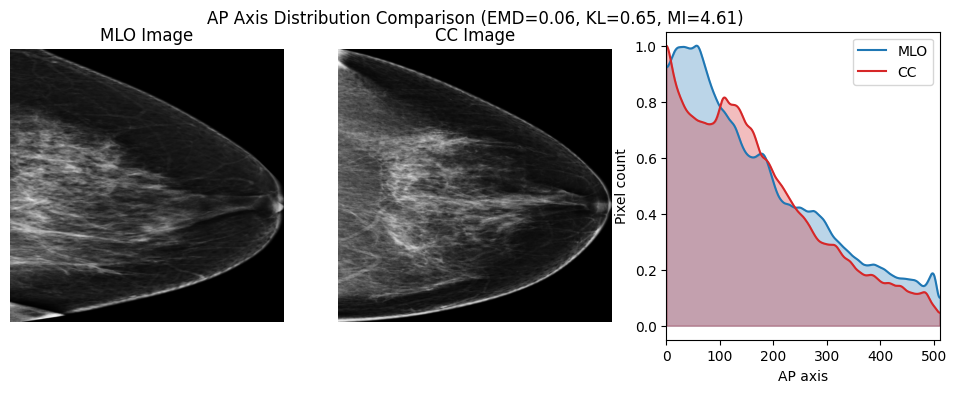 AP Axis Distribution Comparison (EMD=0.06, KL=0.65, MI=4.61)
MLO Image
CC Image
MLO
CC
Pixel count
1.0
0.8
0.6
0.4
0.2
0.0
0 100 200 300 400 500
AP axis